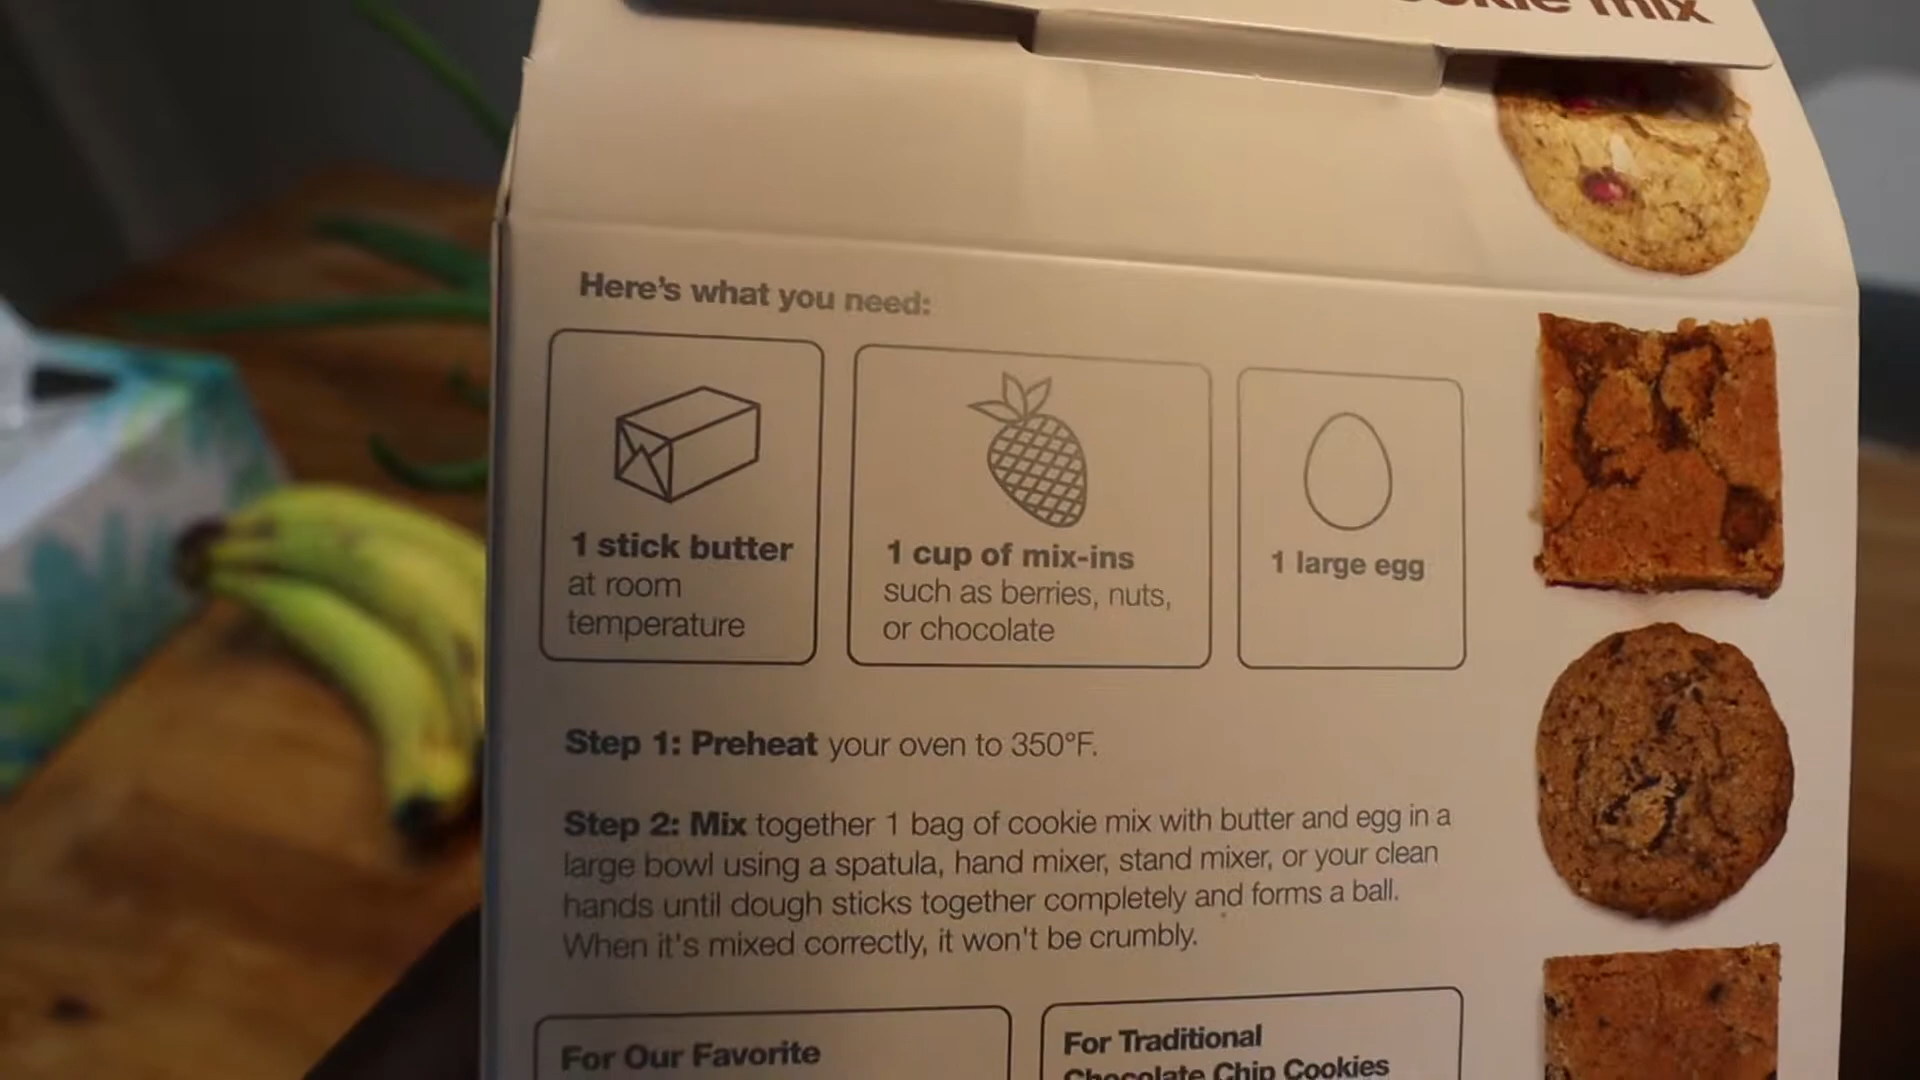 mix
Here's what you need:
1 stick butter
at room
temperature
1 cup of mix-ins
such as berries, nuts,
or chocolate
1 large egg
Step 1: Preheat your oven to 350°F.
Step 2: Mix together 1 bag of cookie mix with butter and egg in a
large bowl using a spatula, hand mixer, stand mixer, or your clean
hands until dough sticks together completely and forms a ball.
When it's mixed correctly, it won't be crumbly.
For Our Favorite
For Traditional
Chocolate Chip Cookies